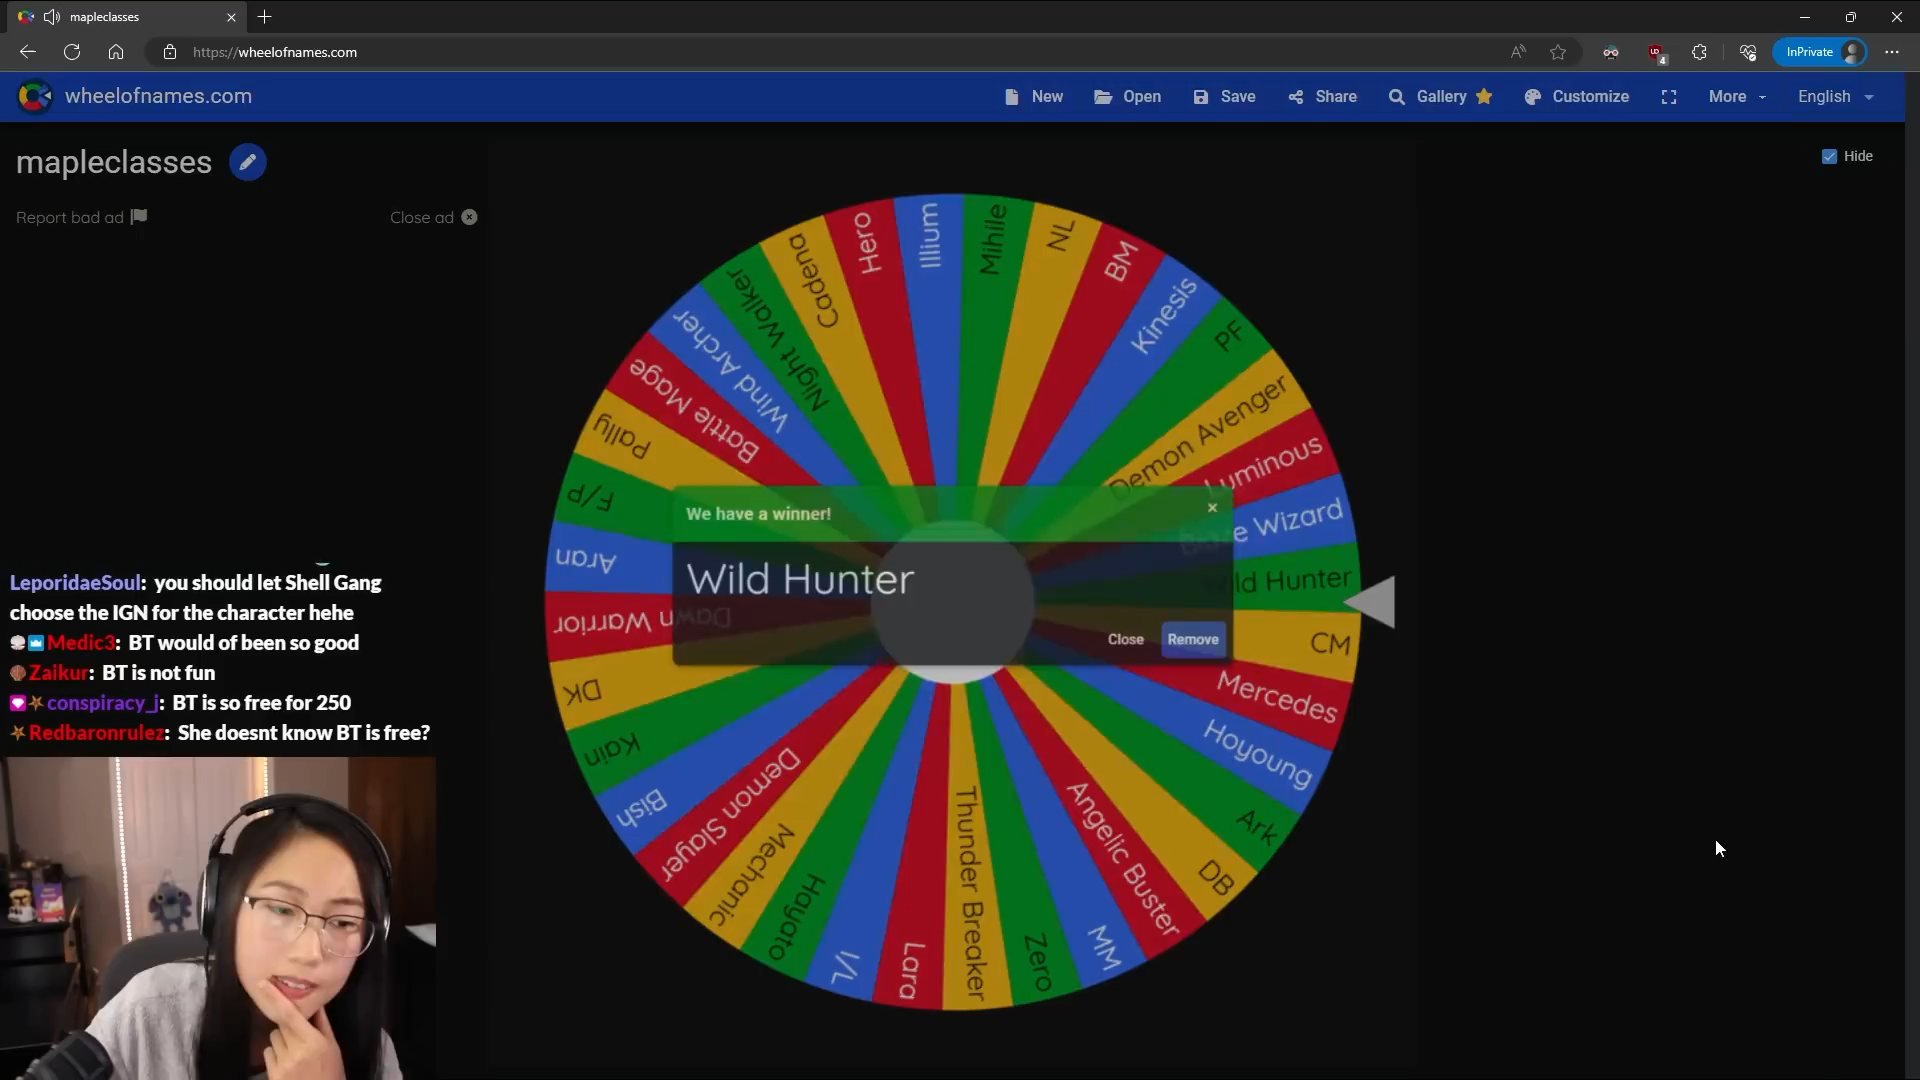 mapleclasses
https://wheelofnames.com
InPrivate
4
wheelofnames.com
New
Open
Save
Share
Gallery
Customize
More
English
mapleclasses
Hide
Report bad ad
Close ad
Illium
Mihile
NL
BM
Kinesis
PF
Demon Avenger
Luminous
Blaze Wizard
Wild Hunter
CM
Mercedes
Hoyoung
Ark
DB
Angelic Buster
MM
Zero
Thunder Breaker
Lara
I/L
Hayato
Mechanic
Demon Slayer
Bish
Kain
DK
Dawn Warrior
Aran
F/P
Pally
Battle Mage
Wind Archer
Night Walker
Cadena
Hero
We have a winner!
Wild Hunter
Close
Remove
LeporidaeSoul: you should let Shell Gang
choose the IGN for the character hehe
Medic3: BT would of been so good
Zaikur: BT is not fun
conspiracy_j: BT is so free for 250
Redbaronrulez: She doesnt know BT is free?